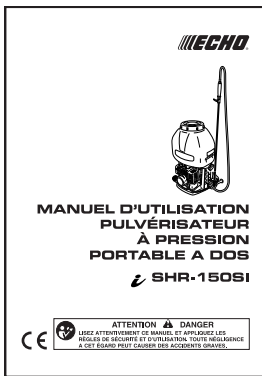 ECHO
MANUEL D'UTILISATION
PULVÉRISATEUR
À PRESSION
PORTABLE A DOS
i SHR-150SI
CE
ATTENTION DANGER
LISEZ ATTENTIVEMENT CE MANUEL ET APPLIQUEZ LES
RÈGLES DE SÉCURITÉ ET D'UTILISATION. TOUTE NÉGLIGENCE
A CET ÉGARD PEUT CAUSER DES ACCIDENTS GRAVES.